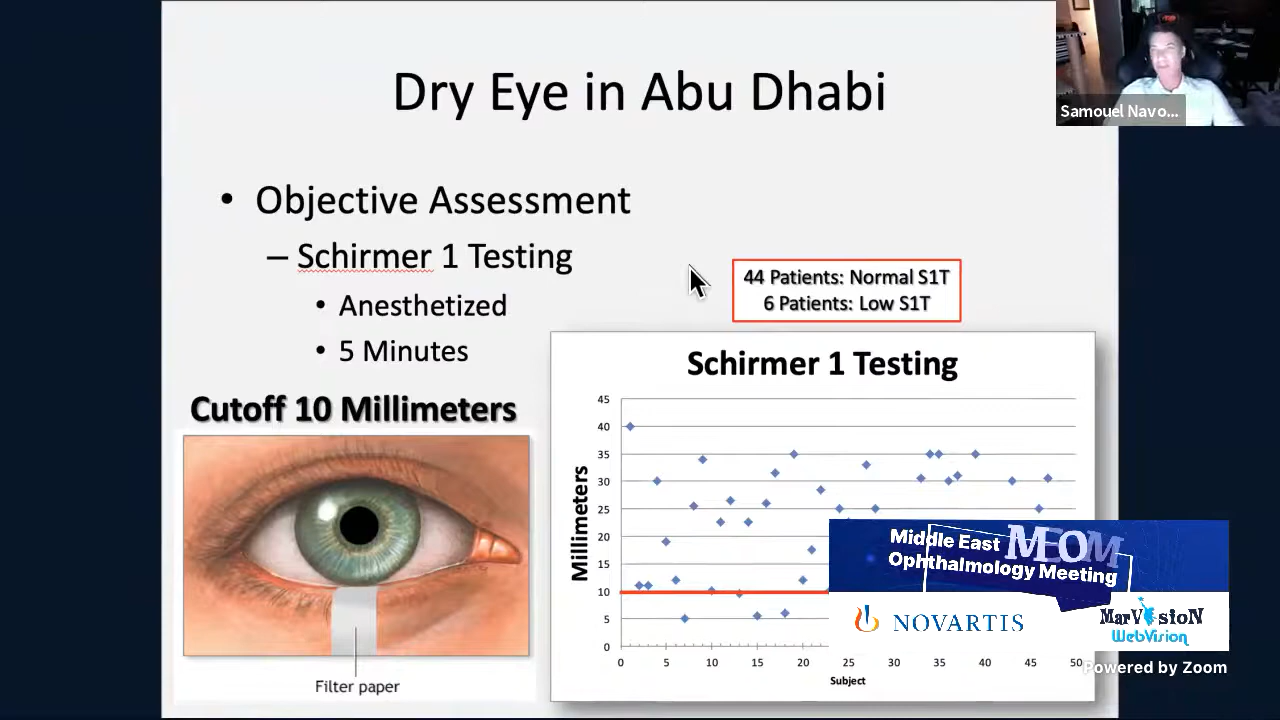 Dry Eye in Abu Dhabi
Samouel Navo...
• Objective Assessment
– Schirmer 1 Testing
• Anesthetized
• 5 Minutes
44 Patients: Normal S1T
6 Patients: Low S1T
Cutoff 10 Millimeters
Filter paper
Schirmer 1 Testing
Millimeters
45
40
35
30
25
20
15
10
5
0
0 5 10 15 20 25 30 35 40 45 50
Subject
Middle East
Ophthalmology Meeting
MEOM
NOVARTIS
MarVision
WebVision
Powered by Zoom